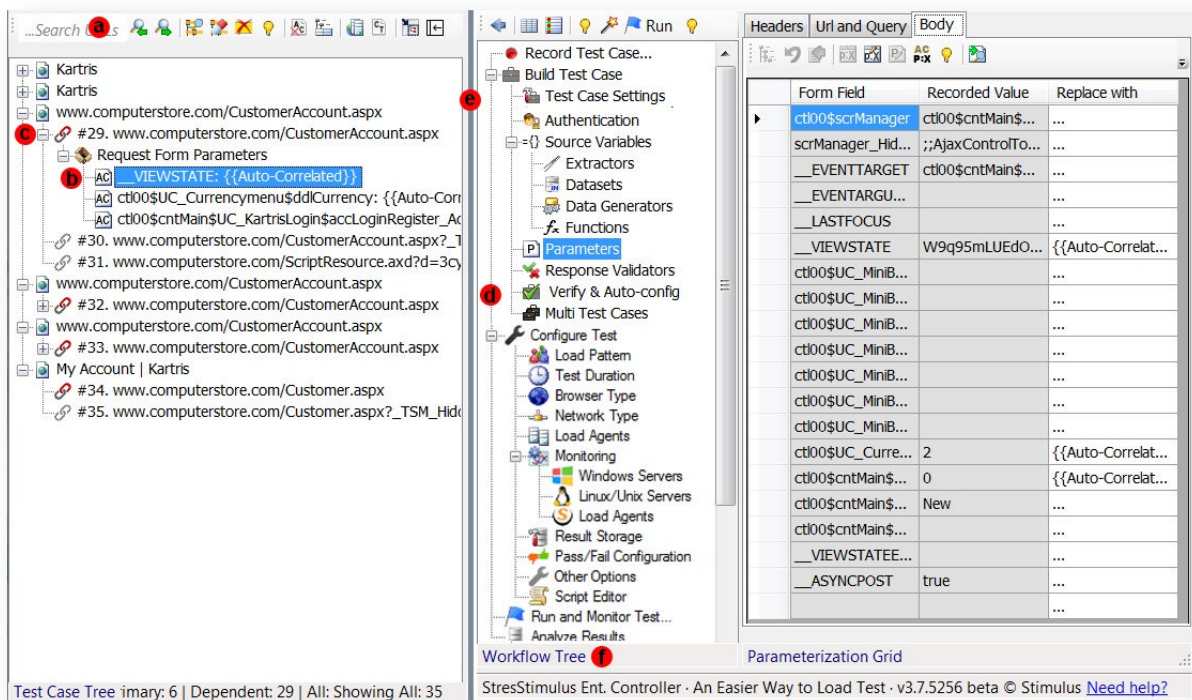 ...Search
a
Kartris
Kartris
www.computerstore.com/CustomerAccount.aspx
c
#29. www.computerstore.com/CustomerAccount.aspx
Request Form Parameters
b
AC __VIEWSTATE: {{Auto-Correlated}}
AC ctl00$UC_Currencymenu$ddlCurrency: {{Auto-Corr
AC ctl00$cntMain$UC_KartrisLogin$accLoginRegister_Ac
#30. www.computerstore.com/CustomerAccount.aspx?_T
#31. www.computerstore.com/ScriptResource.axd?d=3cy
www.computerstore.com/CustomerAccount.aspx
#32. www.computerstore.com/CustomerAccount.aspx
www.computerstore.com/CustomerAccount.aspx
#33. www.computerstore.com/CustomerAccount.aspx
My Account | Kartris
#34. www.computerstore.com/Customer.aspx
#35. www.computerstore.com/Customer.aspx?_TSM_Hid
Test Case Tree imary: 6 | Dependent: 29 | All: Showing All: 35
Run
Record Test Case...
Build Test Case
e
Test Case Settings
Authentication
={} Source Variables
Extractors
Datasets
Data Generators
fx Functions
P Parameters
Response Validators
d
Verify & Auto-config
Multi Test Cases
Configure Test
Load Pattern
Test Duration
Browser Type
Network Type
Load Agents
Monitoring
Windows Servers
Linux/Unix Servers
Load Agents
Result Storage
Pass/Fail Configuration
Other Options
Script Editor
Run and Monitor Test...
Analyze Results
Workflow Tree f
Headers Url and Query Body
Form Field Recorded Value Replace with
ctl00$scrManager ctl00$cntMain$... ...
scrManager_Hid... ;;AjaxControlTo... ...
__EVENTTARGET ctl00$cntMain$... ...
__EVENTARGU... ...
__LASTFOCUS ...
__VIEWSTATE W9q95mLUEdO... {{Auto-Correlat...
ctl00$UC_MiniB... ...
ctl00$UC_MiniB... ...
ctl00$UC_MiniB... ...
ctl00$UC_MiniB... ...
ctl00$UC_MiniB... ...
ctl00$UC_MiniB... ...
ctl00$UC_MiniB... ...
ctl00$UC_Curre... 2 {{Auto-Correlat...
ctl00$cntMain$... 0 {{Auto-Correlat...
ctl00$cntMain$... New ...
ctl00$cntMain$... ...
__VIEWSTATEE... ...
__ASYNCPOST true ...
...
Parameterization Grid
StresStimulus Ent. Controller · An Easier Way to Load Test · v3.7.5256 beta © Stimulus Need help?